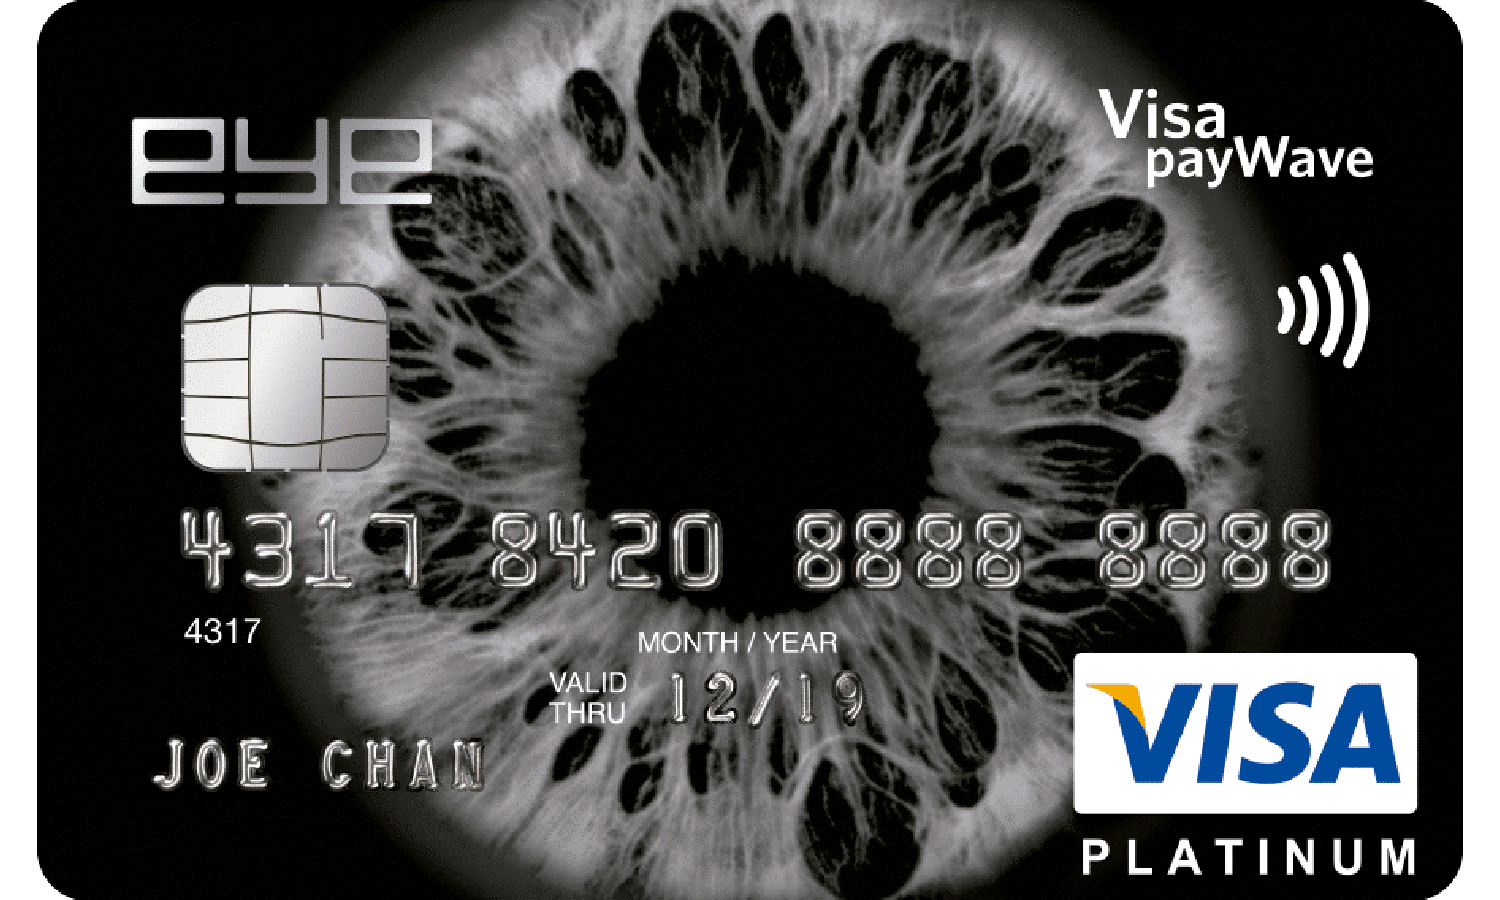 eye
Visa
payWave
4317 8420 8888 8888
4317
MONTH / YEAR
VALID
THRU
12/19
JOE CHAN
VISA
PLATINUM